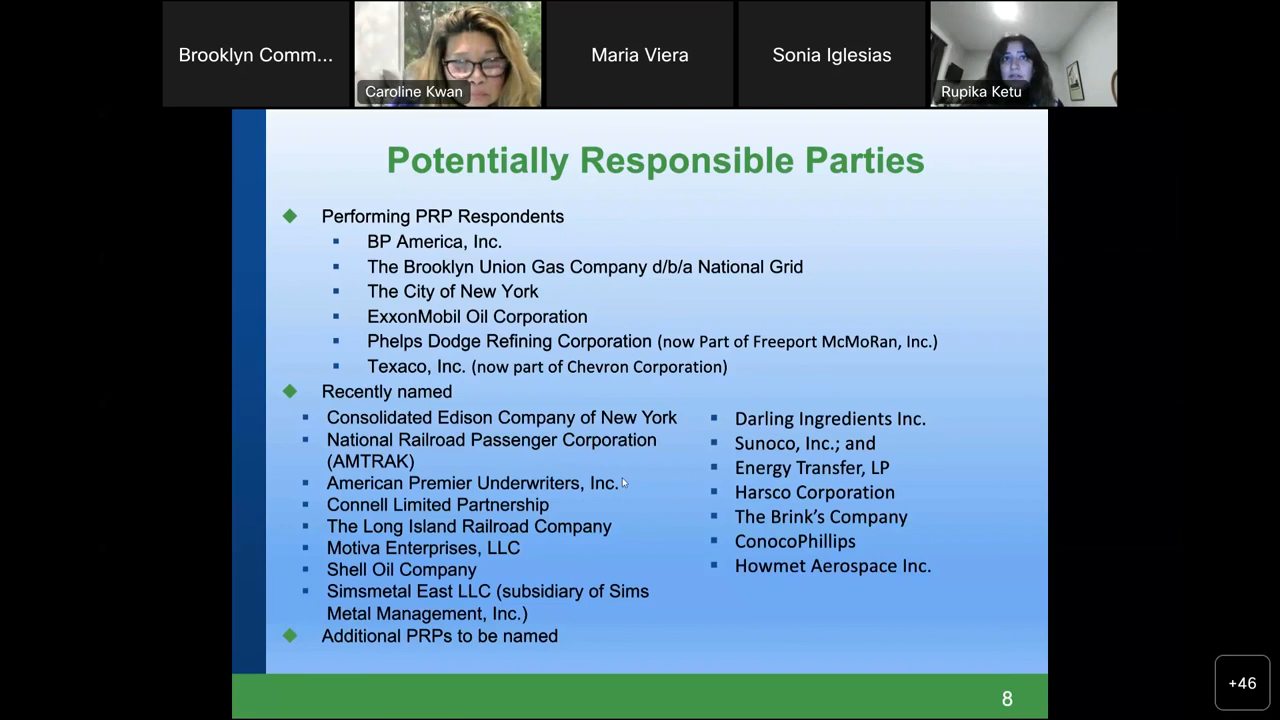 Brooklyn Comm...
Caroline Kwan
Maria Viera
Sonia Iglesias
Rupika Ketu
Potentially Responsible Parties
Performing PRP Respondents
BP America, Inc.
The Brooklyn Union Gas Company d/b/a National Grid
The City of New York
ExxonMobil Oil Corporation
Phelps Dodge Refining Corporation (now Part of Freeport McMoRan, Inc.)
Texaco, Inc. (now part of Chevron Corporation)
Recently named
Consolidated Edison Company of New York
National Railroad Passenger Corporation
(AMTRAK)
American Premier Underwriters, Inc.
Connell Limited Partnership
The Long Island Railroad Company
Motiva Enterprises, LLC
Shell Oil Company
Simsmetal East LLC (subsidiary of Sims
Metal Management, Inc.)
Darling Ingredients Inc.
Sunoco, Inc.; and
Energy Transfer, LP
Harsco Corporation
The Brink's Company
ConocoPhillips
Howmet Aerospace Inc.
Additional PRPs to be named
8
+46